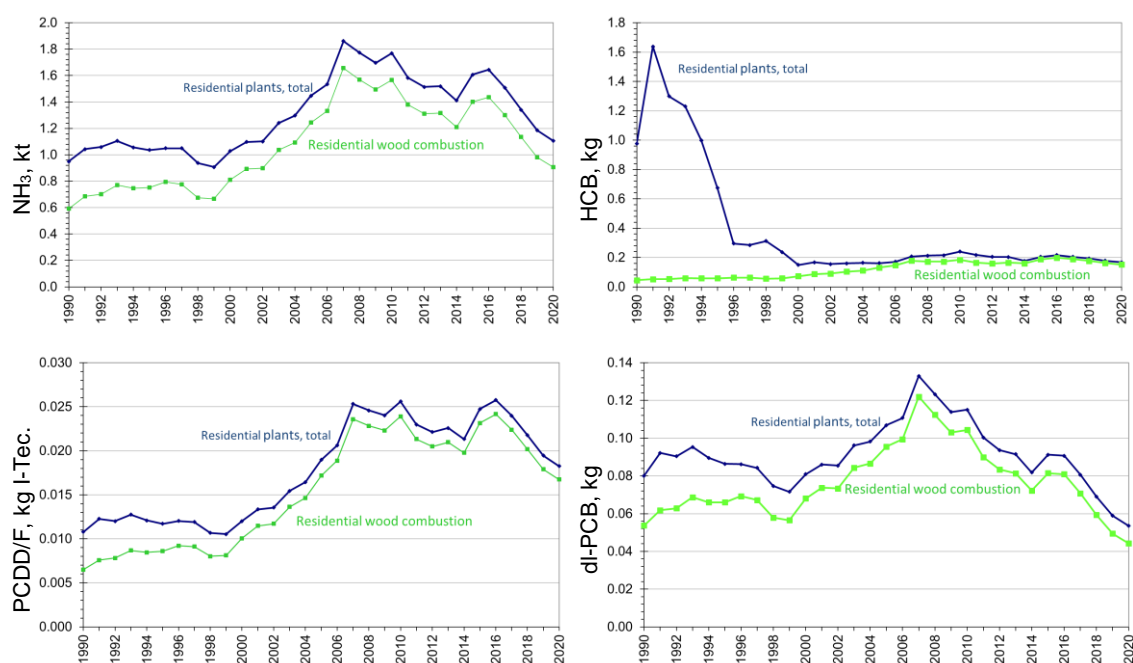 NH₃, kt
2.0
1.8
1.6
1.4
1.2
1.0
0.8
0.6
0.4
0.2
0.0
Residential plants, total
Residential wood combustion
1990 1992 1994 1996 1998 2000 2002 2004 2006 2008 2010 2012 2014 2016 2018 2020
HCB, kg
1.8
1.6
1.4
1.2
1.0
0.8
0.6
0.4
0.2
0.0
Residential plants, total
Residential wood combustion
1990 1992 1994 1996 1998 2000 2002 2004 2006 2008 2010 2012 2014 2016 2018 2020
PCDD/F, kg I-Tec.
0.030
0.025
0.020
0.015
0.010
0.005
0.000
Residential plants, total
Residential wood combustion
1990 1992 1994 1996 1998 2000 2002 2004 2006 2008 2010 2012 2014 2016 2018 2020
dl-PCB, kg
0.14
0.12
0.10
0.08
0.06
0.04
0.02
0.00
Residential plants, total
Residential wood combustion
1990 1992 1994 1996 1998 2000 2002 2004 2006 2008 2010 2012 2014 2016 2018 2020